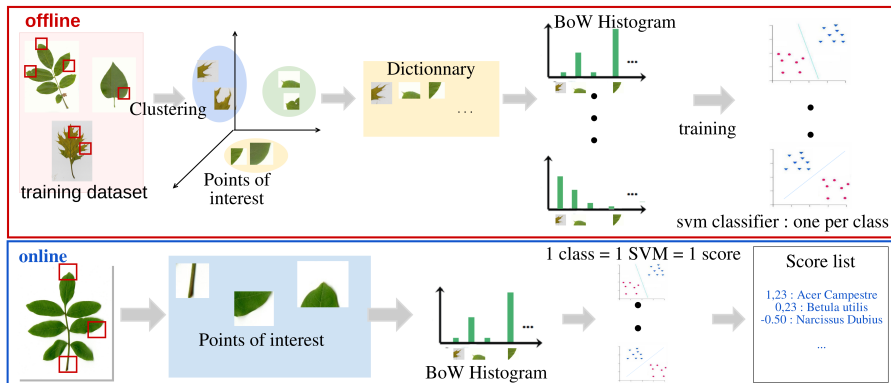 offline
BoW Histogram
...
Dictionnary
...
Clustering
training
Points of
interest
training dataset
...
svm classifier : one per class
online
1 class = 1 SVM = 1 score
Score list
1,23 : Acer Campestre
0,23 : Betula utilis
-0.50 : Narcissus Dubius
...
Points of interest
...
BoW Histogram